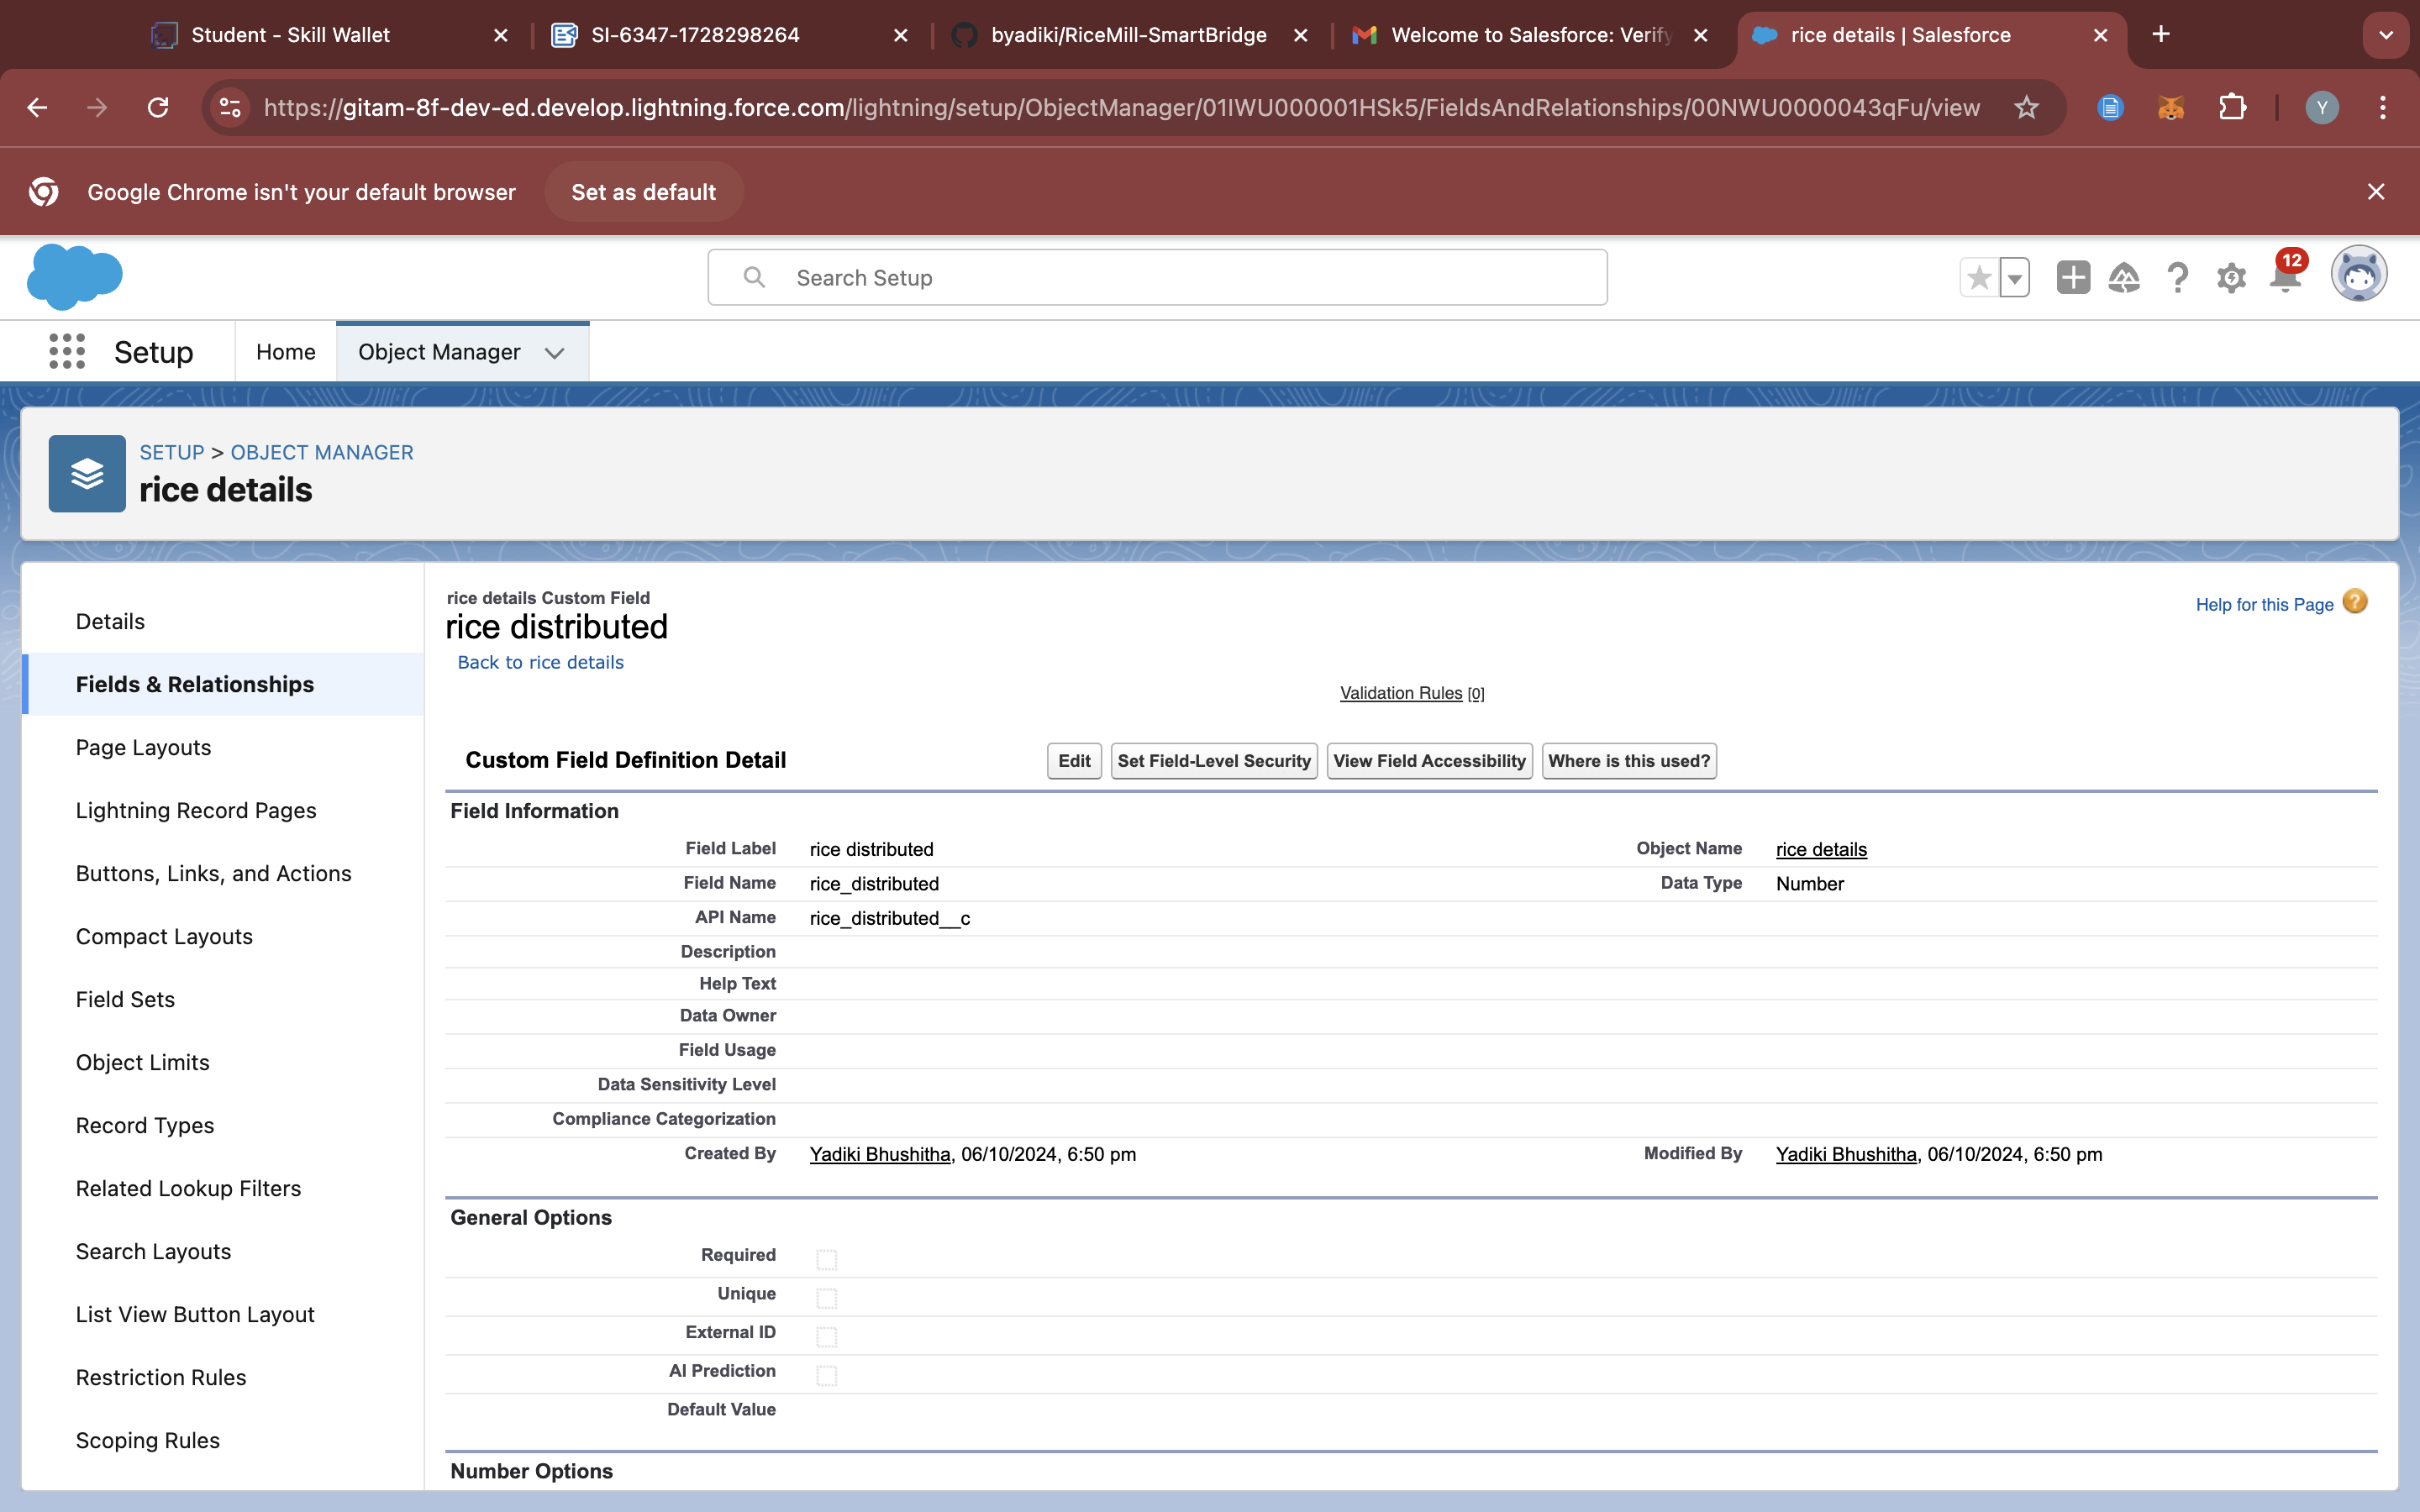 Student - Skill Wallet
SI-6347-1728298264
byadiki/RiceMill-SmartBridge
Welcome to Salesforce: Verify
rice details | Salesforce
https://gitam-8f-dev-ed.develop.lightning.force.com/lightning/setup/ObjectManager/01IWU000001HSk5/FieldsAndRelationships/00NWU0000043qFu/view
Y
Google Chrome isn't your default browser
Set as default
Search Setup
12
Setup
Home
Object Manager
SETUP > OBJECT MANAGER
rice details
Details
Fields & Relationships
Page Layouts
Lightning Record Pages
Buttons, Links, and Actions
Compact Layouts
Field Sets
Object Limits
Record Types
Related Lookup Filters
Search Layouts
List View Button Layout
Restriction Rules
Scoping Rules
rice details Custom Field
rice distributed
Back to rice details
Help for this Page
Validation Rules [0]
Custom Field Definition Detail
Edit
Set Field-Level Security
View Field Accessibility
Where is this used?
Field Information
Field Label rice distributed Object Name rice details
Field Name rice_distributed Data Type Number
API Name rice_distributed__c
Description
Help Text
Data Owner
Field Usage
Data Sensitivity Level
Compliance Categorization
Created By Yadiki Bhushitha, 06/10/2024, 6:50 pm Modified By Yadiki Bhushitha, 06/10/2024, 6:50 pm
General Options
Required
Unique
External ID
AI Prediction
Default Value
Number Options